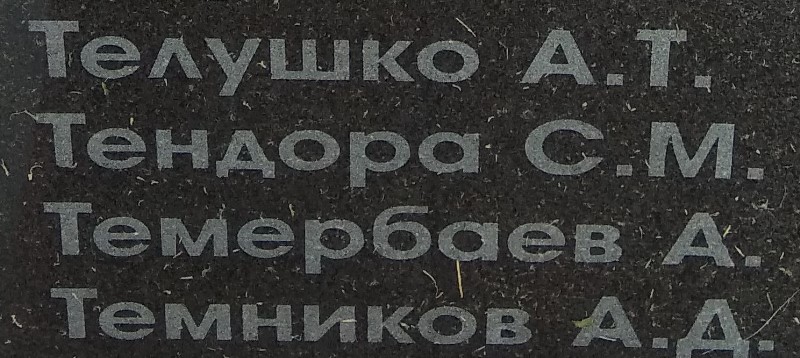 Телушко А.Т.
Тендора С.М.
Темербаев А.
Темников А.Д.